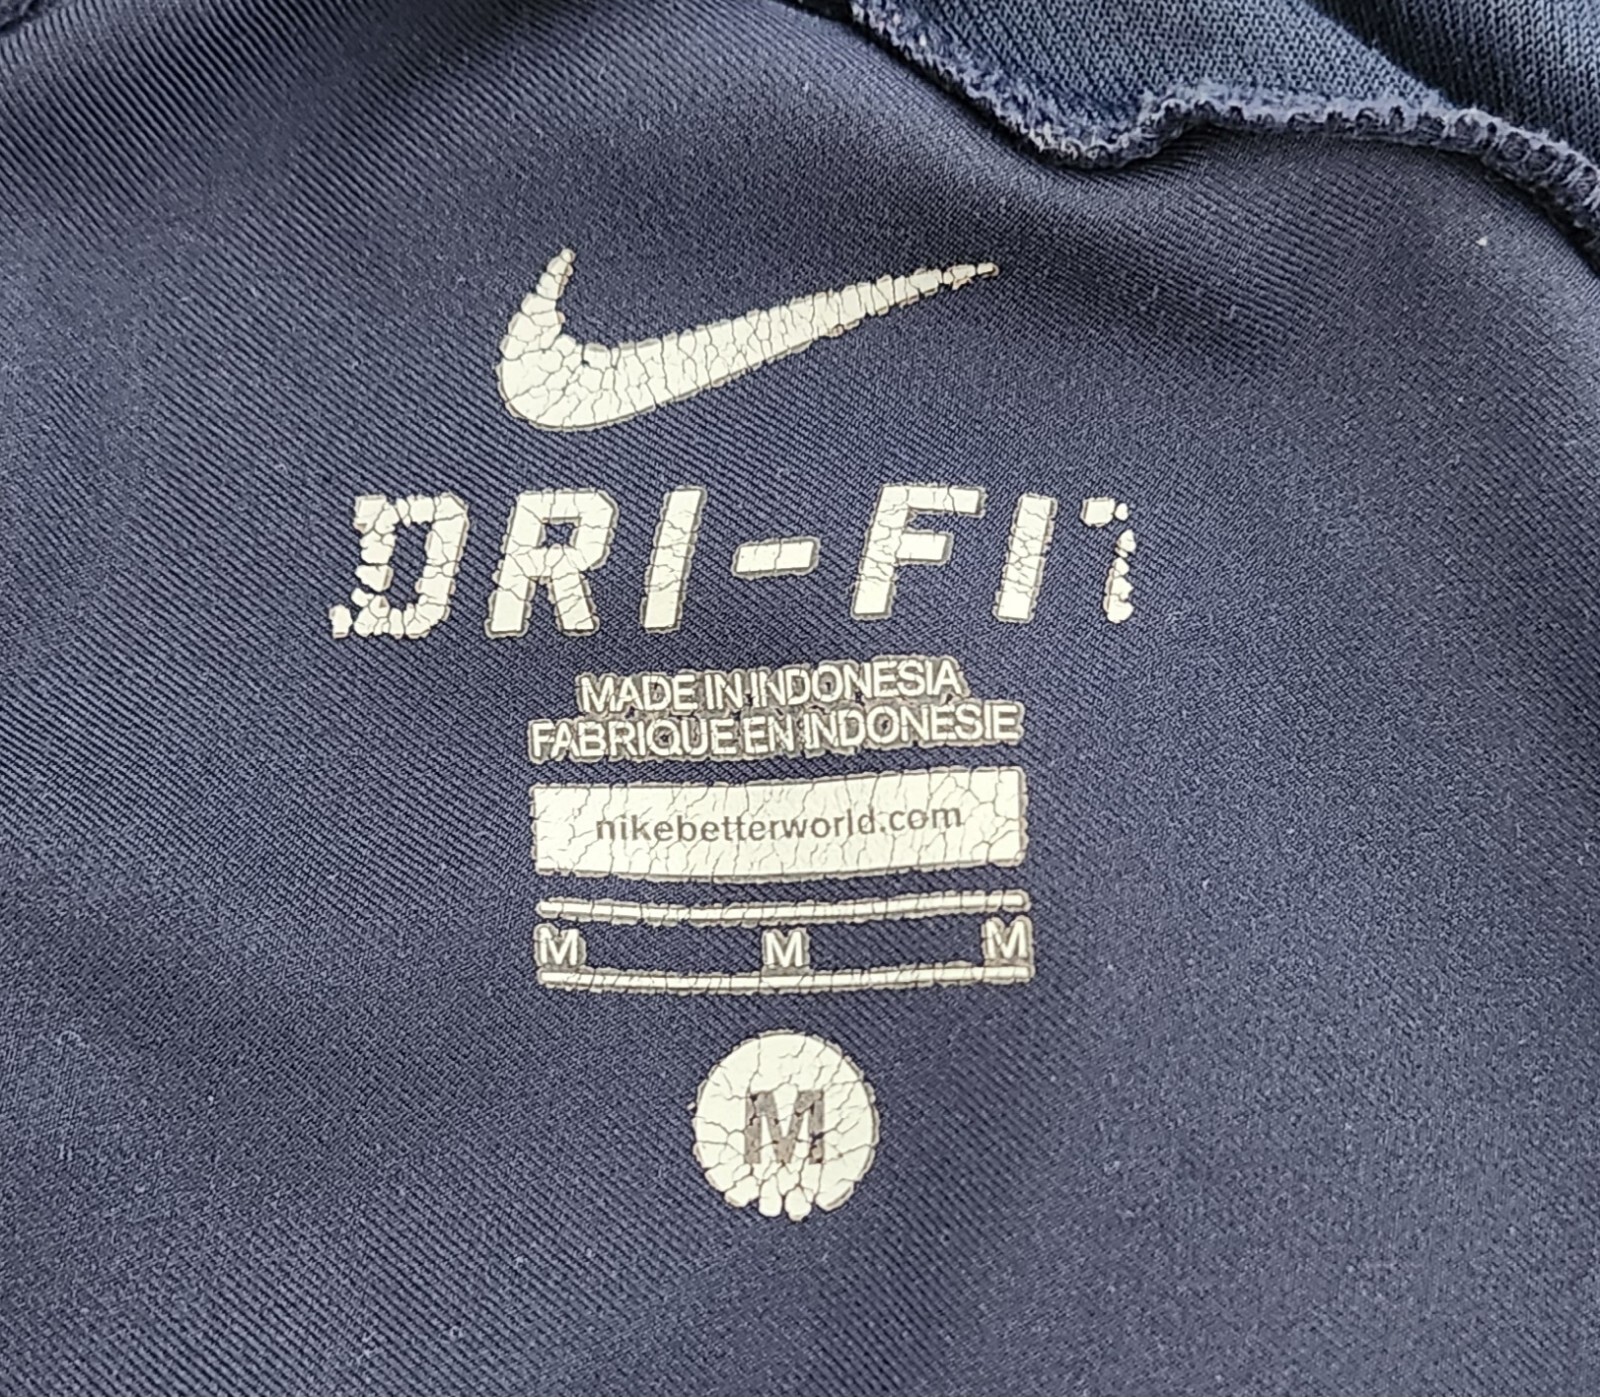 DRI-FIT
MADE IN INDONESIA
FABRIQUE EN INDONESIE
nikebetterworld.com
M M M
M